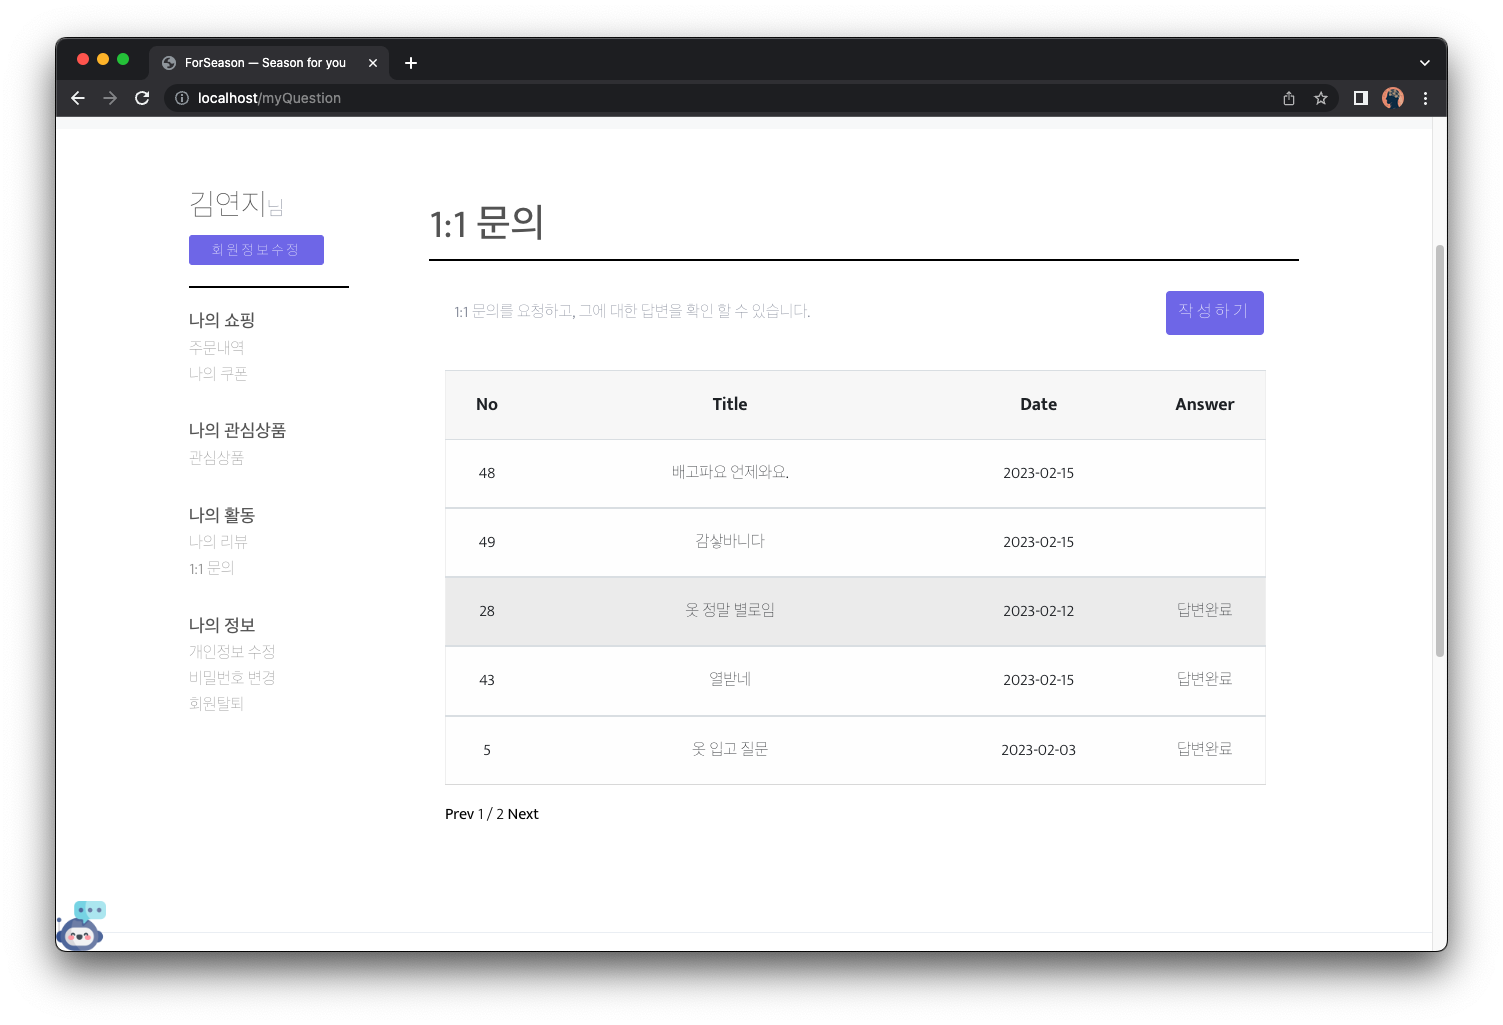 ForSeason — Season for you
localhost/myQuestion
김연지님
회원정보수정
나의 쇼핑
주문내역
나의 쿠폰
나의 관심상품
관심상품
나의 활동
나의 리뷰
1:1 문의
나의 정보
개인정보 수정
비밀번호 변경
회원탈퇴
1:1 문의
1:1 문의를 요청하고, 그에 대한 답변을 확인 할 수 있습니다.
작성하기
No Title Date Answer
48 배고파요 언제와요. 2023-02-15
49 감샇바니다 2023-02-15
28 옷 정말 별로임 2023-02-12 답변완료
43 열받네 2023-02-15 답변완료
5 옷 입고 질문 2023-02-03 답변완료
Prev 1 / 2 Next